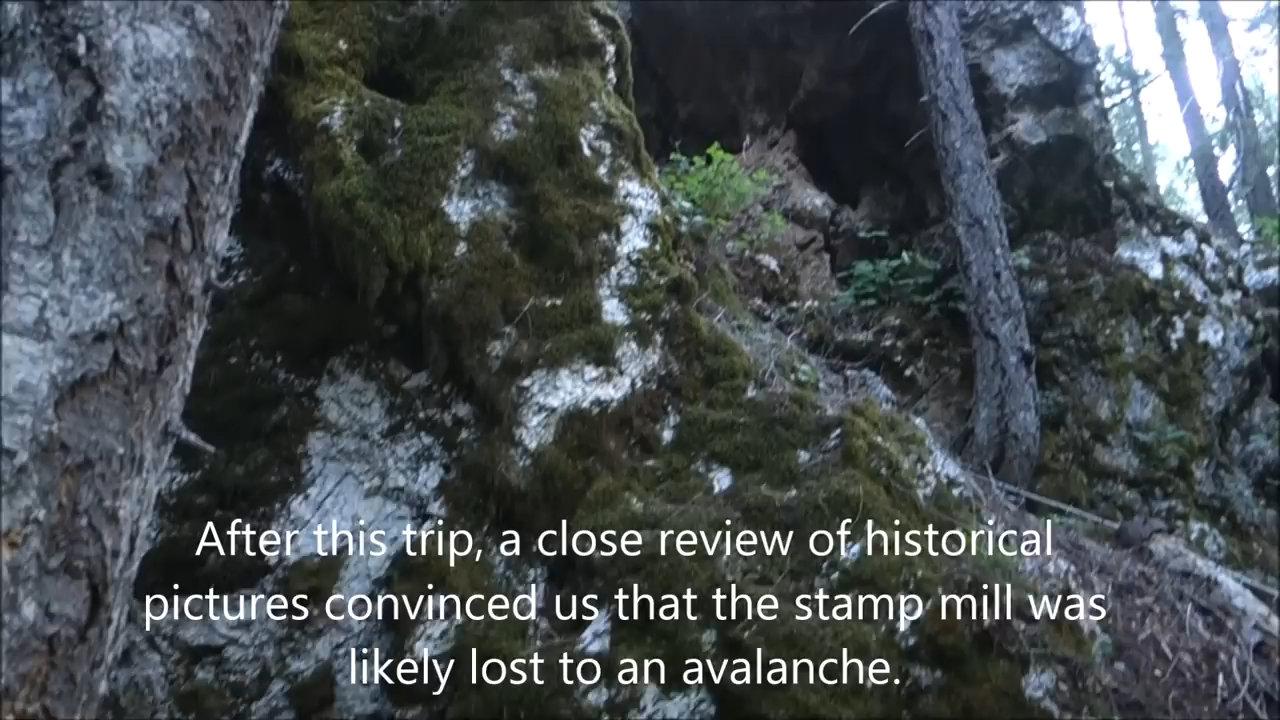 After this trip, a close review of historical
pictures convinced us that the stamp mill was
likely lost to an avalanche.